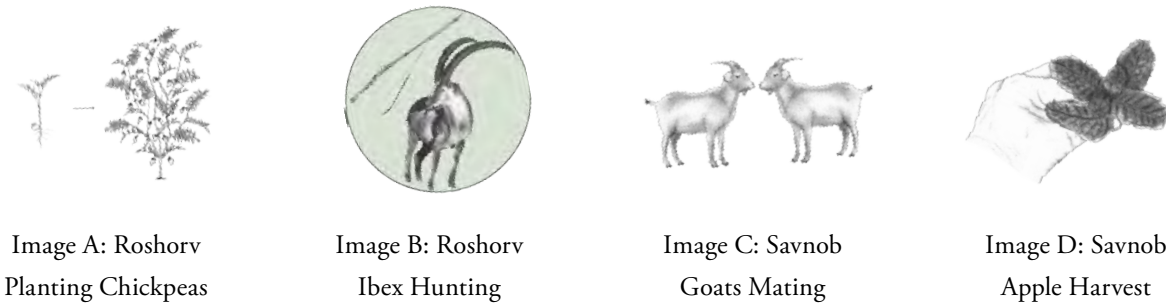 Image A: Roshorv
Planting Chickpeas
Image B: Roshorv
Ibex Hunting
Image C: Savnob
Goats Mating
Image D: Savnob
Apple Harvest